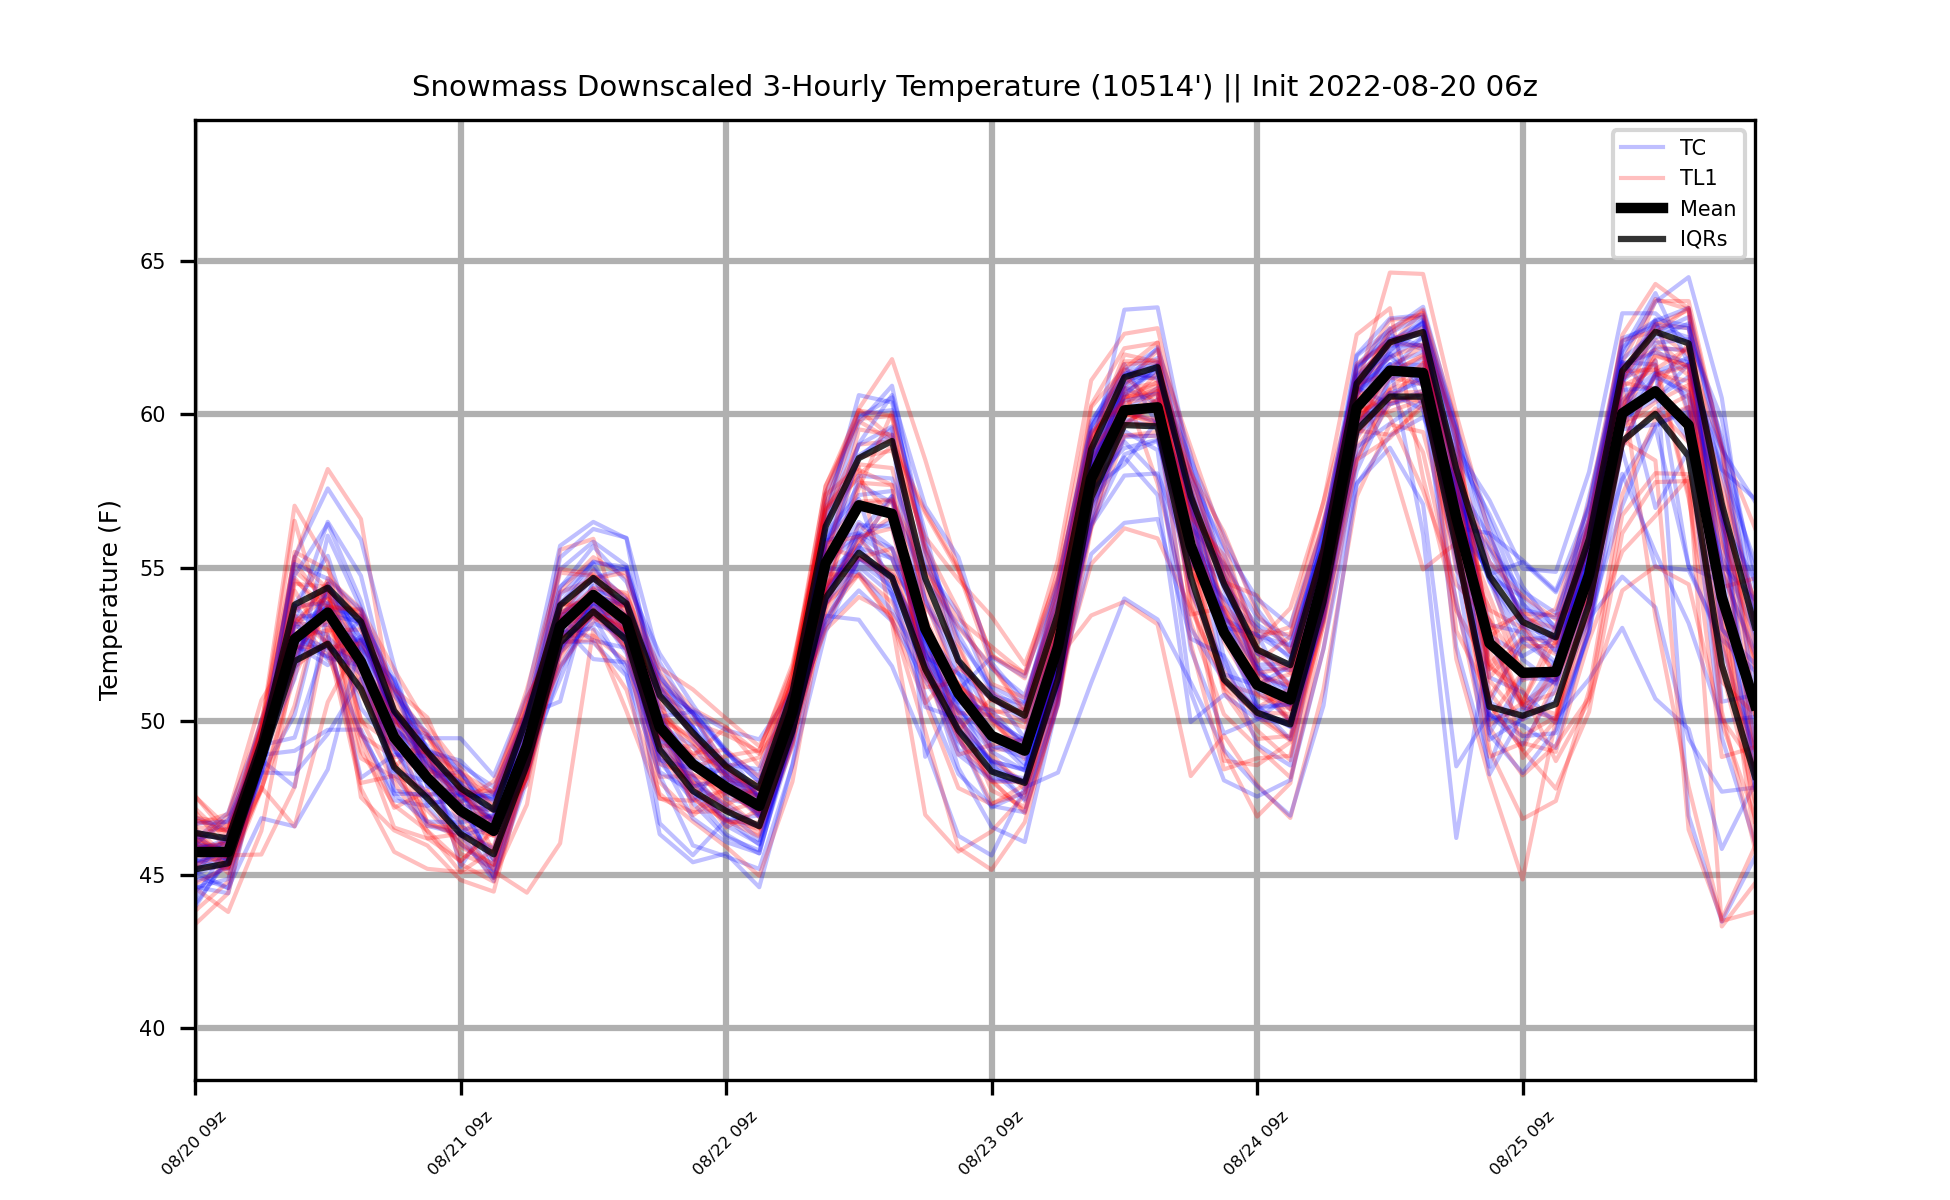 Snowmass Downscaled 3-Hourly Temperature (10514') || Init 2022-08-20 06z
TC
TL1
Mean
IQRs
Temperature (F)
65
60
55
50
45
40
08/20 09z
08/21 09z
08/22 09z
08/23 09z
08/24 09z
08/25 09z